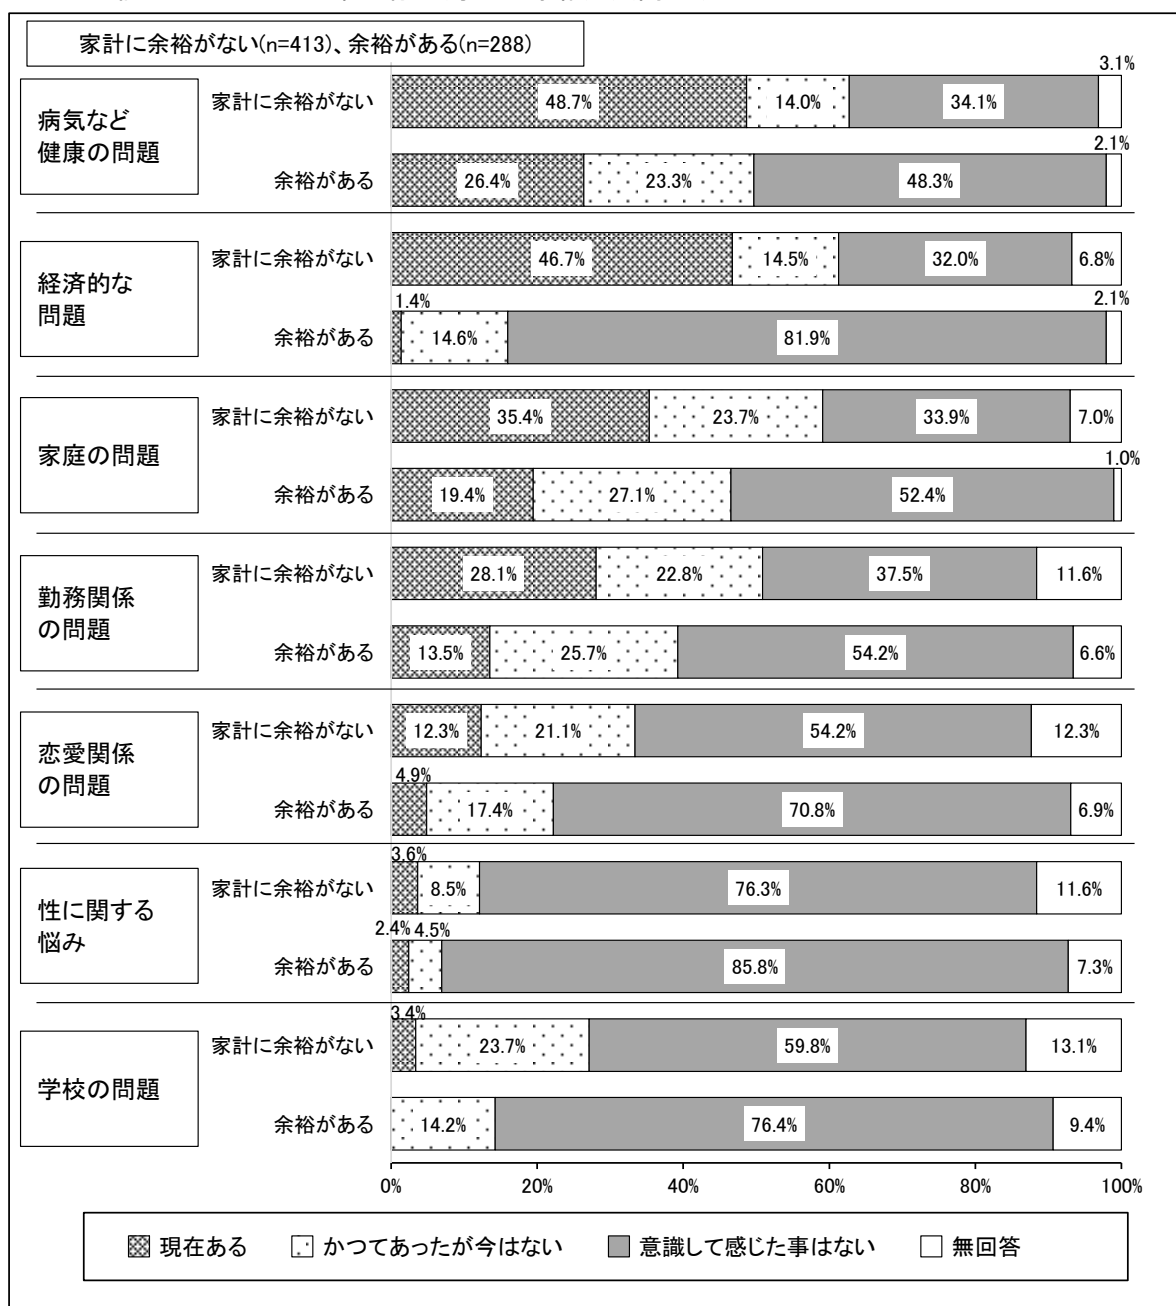 家計に余裕がない(n=413)、余裕がある(n=288)
病気など
健康の問題
家計に余裕がない
48.7%
14.0%
34.1%
3.1%
余裕がある
26.4%
23.3%
48.3%
2.1%
経済的な
問題
家計に余裕がない
46.7%
14.5%
32.0%
6.8%
余裕がある
1.4%
14.6%
81.9%
2.1%
家庭の問題
家計に余裕がない
35.4%
23.7%
33.9%
7.0%
余裕がある
19.4%
27.1%
52.4%
1.0%
勤務関係
の問題
家計に余裕がない
28.1%
22.8%
37.5%
11.6%
余裕がある
13.5%
25.7%
54.2%
6.6%
恋愛関係
の問題
家計に余裕がない
12.3%
21.1%
54.2%
12.3%
余裕がある
4.9%
17.4%
70.8%
6.9%
性に関する
悩み
家計に余裕がない
3.6%
8.5%
76.3%
11.6%
余裕がある
2.4%
4.5%
85.8%
7.3%
学校の問題
家計に余裕がない
3.4%
23.7%
59.8%
13.1%
余裕がある
14.2%
76.4%
9.4%
0% 20% 40% 60% 80% 100%
現在ある かつてあったが今はない 意識して感じた事はない 無回答